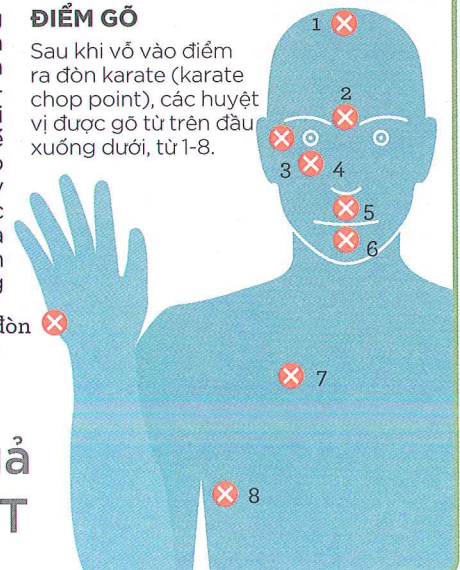 ĐIỂM GÕ
Sau khi vỗ vào điểm
ra đòn karate (karate
chop point), các huyệt
vị được gõ từ trên đầu
xuống dưới, từ 1-8.
1
2
3
4
5
6
đòn
7
8
T